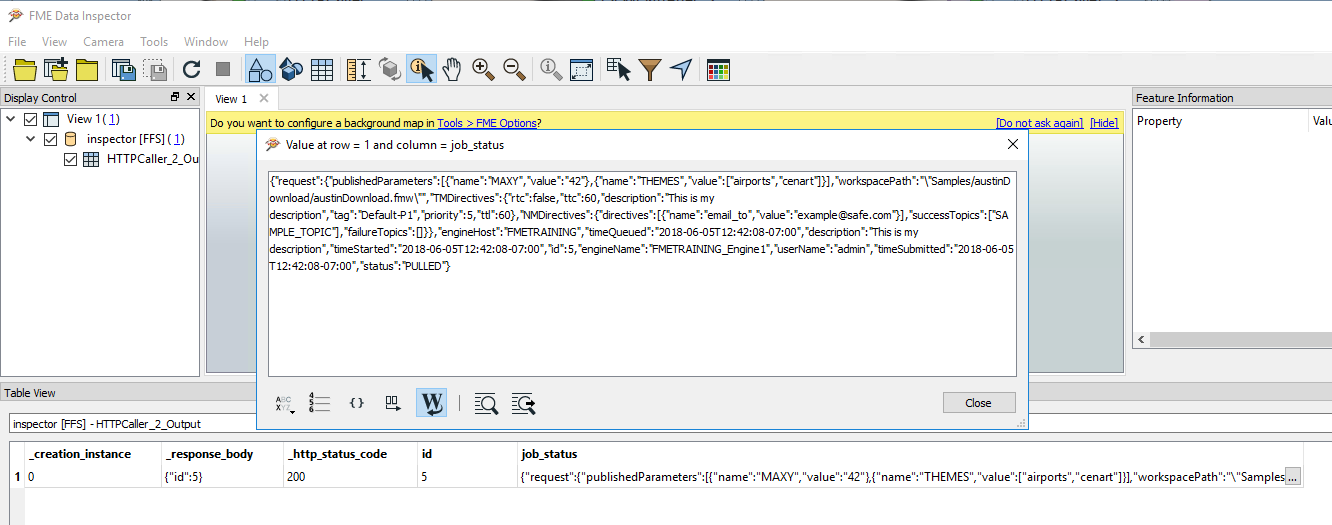 FME Data Inspector
File View Camera Tools Window Help
Display Control
View 1 (1)
inspector [FFS] (1)
HTTPCaller_2_Ou
View 1
Do you want to configure a background map in Tools > FME Options?
[Do not ask again] [Hide]
Feature Information
Property Valu
Value at row = 1 and column = job_status
{"request":{"publishedParameters":[{"name":"MAXY","value":"42"},{"name":"THEMES","value":["airports","cenart"]}],"workspacePath":"\"Samples/austinD
ownload/austinDownload.fmw\"","TMDirectives":{"rtc":false,"ttc":60,"description":"This is my
description","tag":"Default-P1","priority":5,"ttl":60},"NMDirectives":{"directives":[{"name":"email_to","value":"example@safe.com"}],"successTopics":["SA
MPLE_TOPIC"],"failureTopics":[]}},"engineHost":"FMETRAINING","timeQueued":"2018-06-05T12:42:08-07:00","description":"This is my
description","timeStarted":"2018-06-05T12:42:08-07:00","id":5,"engineName":"FMETRAINING_Engine1","userName":"admin","timeSubmitted":"2018-06-05
T12:42:08-07:00","status":"PULLED"}
Close
Table View
inspector [FFS] - HTTPCaller_2_Output
_creation_instance _response_body _http_status_code id job_status
1 0 {"id":5} 200 5 {"request":{"publishedParameters":[{"name":"MAXY","value":"42"},{"name":"THEMES","value":["airports","cenart"]}],"workspacePath":"\"Samples ...